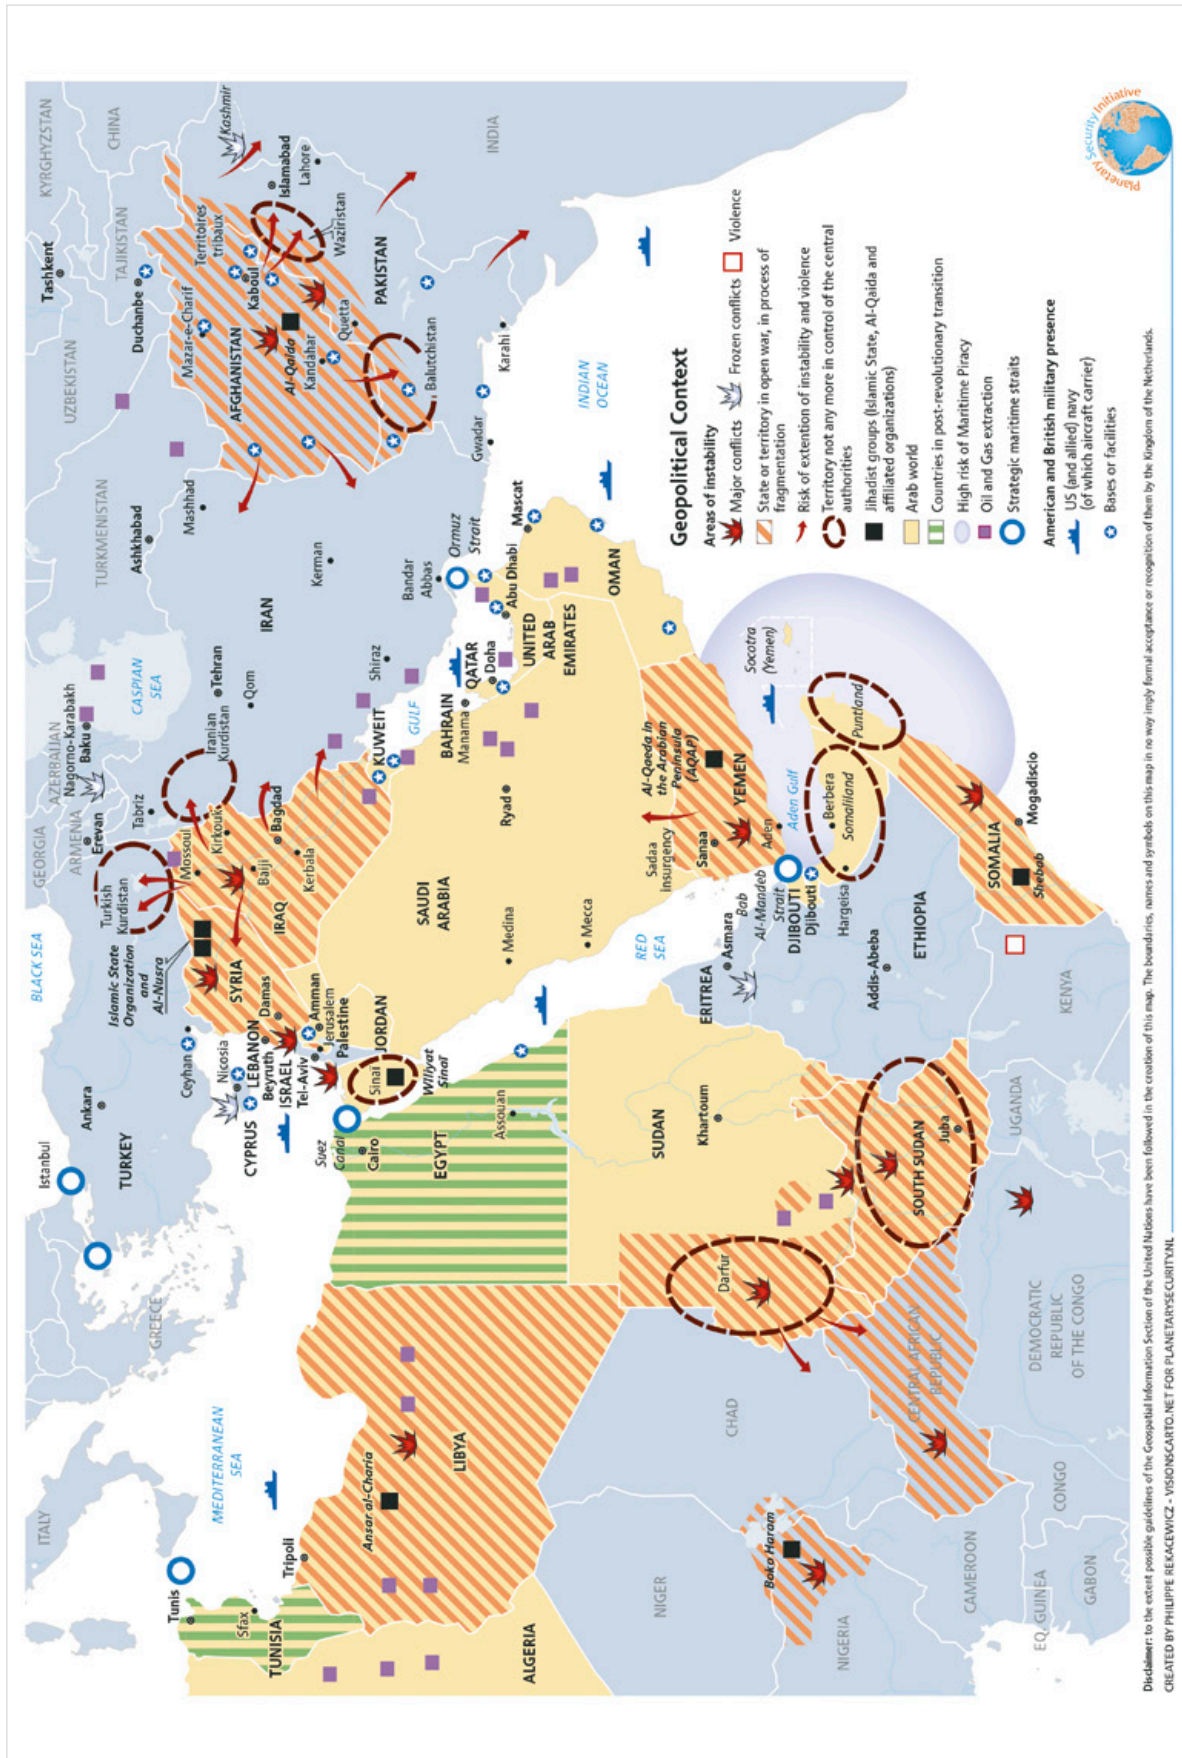 ITALY
Tunis
Sfax
TUNISIA
ALGERIA
MEDITERRANEAN
SEA
Tripoli
Ansar al-Charia
LIBYA
NIGER
Boko Haram
NIGERIA
CAMEROON
EQ. GUINEA
GABON
CONGO
CHAD
CENTRAL AFRICAN
REPUBLIC
DEMOCRATIC
REPUBLIC
OF THE CONGO
GREECE
BLACK SEA
Istanbul
Ankara
TURKEY
Ceyhan
CYPRUS
Nicosia
LEBANON
Beyruth
ISRAEL
Tel-Aviv
Suez
Canal
Cairo
EGYPT
Assouan
Sinaï
Wiliyat
Sinaï
JORDAN
Palestine
Jerusalem
Amman
Damas
SYRIA
Islamic State
Organization
and
Al-Nusra
Turkish
Kurdistan
GEORGIA
ARMENIA
Erevan
AZERBAIJAN
Nagorno-Karabakh
Baku
CASPIAN
SEA
Tabriz
Iranian
Kurdistan
Mossoul
Kirkouk
Baiji
Bagdad
Kerbala
IRAQ
Tehran
Qom
IRAN
Shiraz
Kerman
Bandar
Abbas
Mashhad
KUWEIT
GULF
BAHRAIN
Manama
QATAR
Doha
UNITED
ARAB
EMIRATES
Abu Dhabi
Ormuz
Strait
Mascat
OMAN
SAUDI
ARABIA
Ryad
Medina
Mecca
RED
SEA
SUDAN
Khartoum
Darfur
SOUTH SUDAN
Juba
UGANDA
KENYA
ERITREA
Asmara
Bab
Al-Mandeb
Strait
DJIBOUTI
Djibouti
ETHIOPIA
Addis-Abeba
Hargeisa
Berbera
Somaliland
Puntland
SOMALIA
Shebab
Mogadiscio
Sadaa
insurgency
Sanaa
YEMEN
Aden
Aden Gulf
Al-Qaeda in
the Arabian
Peninsula
(AQAP)
Socotra
(Yemen)
TURKMENISTAN
Ashkhabad
UZBEKISTAN
Tashkent
KYRGHYZSTAN
TAJIKISTAN
Duchanbe
CHINA
Mazar-e-Charif
AFGHANISTAN
Kaboul
Territoires
tribaux
Al-Qaida
Kandahar
Quetta
Balutchistan
Waziristan
Islamabad
Lahore
Kashmir
PAKISTAN
INDIA
Gwadar
Karahi
INDIAN
OCEAN
Geopolitical Context
Areas of instability
Major conflicts
Frozen conflicts
Violence
State or territory in open war, in process of
fragmentation
Risk of extention of instability and violence
Territory not any more in control of the central
authorities
Jihadist groups (Islamic State, Al-Qaida and
affiliated organizations)
Arab world
Countries in post-revolutionary transition
High risk of Maritime Piracy
Oil and Gas extraction
Strategic maritime straits
American and British military presence
US (and allied) navy
(of which aircraft carrier)
Bases or facilities
Planetary Security Initiative
Disclaimer: to the extent possible guidelines of the Geospatial Information Section of the United Nations have been followed in the creation of this map. The boundaries, names and symbols on this map in no way imply formal acceptance or recognition of them by the Kingdom of the Netherlands.
CREATED BY PHILIPPE REKACEWICZ - VISIONSCARTO.NET FOR PLANETARYSECURITY.NL